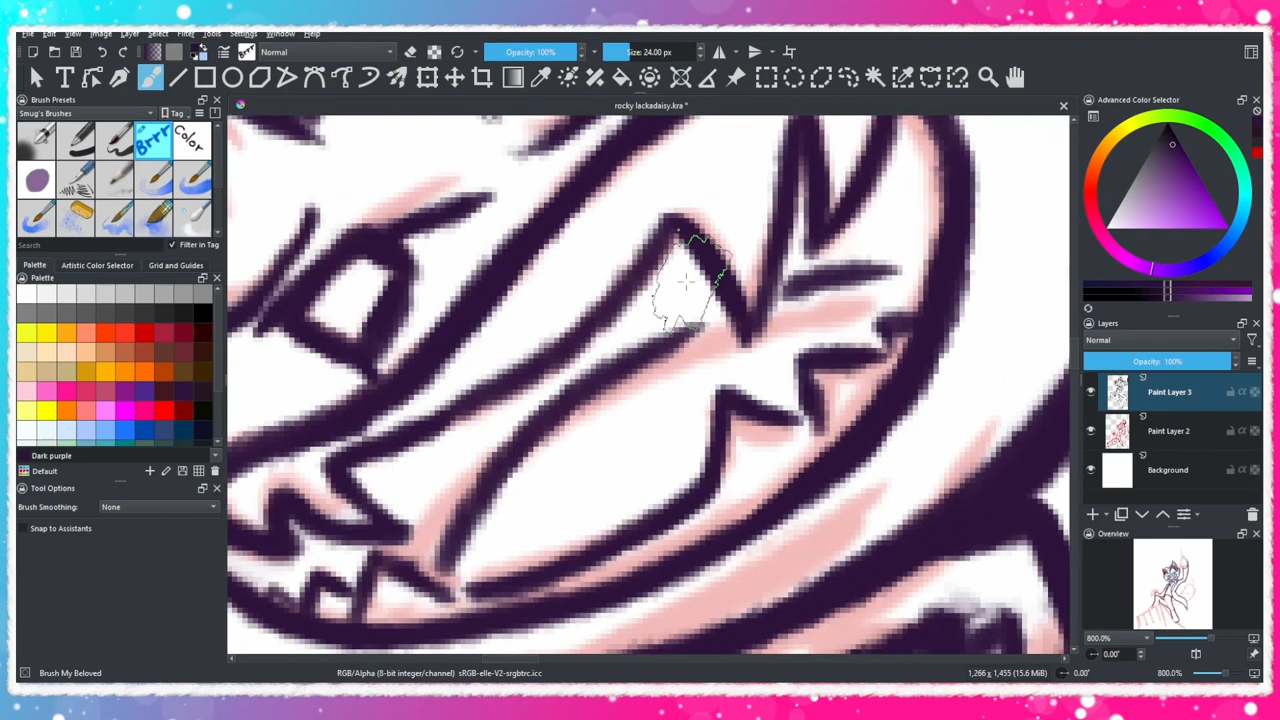 File Edit View Image Layer Select Filter Tools Settings Window Help
Brrr Normal Opacity: 100% Size: 24.00 px
Brush Presets
rocky lackadaisy.kra *
Advanced Color Selector
Smug's Brushes Tag
Brrr Color
Search Filter in Tag
Palette Artistic Color Selector Grid and Guides
Palette
Layers
Normal
Opacity: 100%
Paint Layer 3
Paint Layer 2
Dark purple
Default
Background
Tool Options
Brush Smoothing: None
Snap to Assistants
Overview
800.0%
0.00°
Brush My Beloved
RGB/Alpha (8-bit integer/channel) sRGB-elle-V2-srgbtrc.icc
1,266 x 1,455 (15.6 MiB)
0.00°
800.0%